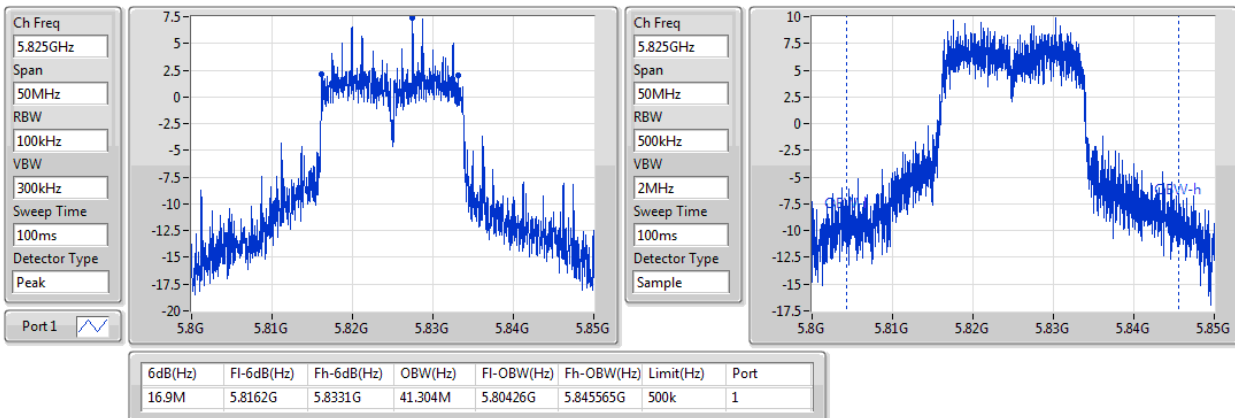 Ch Freq
5.825GHz
Span
50MHz
RBW
100kHz
VBW
300kHz
Sweep Time
100ms
Detector Type
Peak
Port 1
7.5
5
2.5
0
-2.5
-5
-7.5
-10
-12.5
-15
-17.5
-20
5.8G 5.81G 5.82G 5.83G 5.84G 5.85G
Ch Freq
5.825GHz
Span
50MHz
RBW
500kHz
VBW
2MHz
Sweep Time
100ms
Detector Type
Sample
10
7.5
5
2.5
0
-2.5
-5
-7.5
-10
-12.5
-15
-17.5
OBW-h
5.8G 5.81G 5.82G 5.83G 5.84G 5.85G
6dB(Hz) Fl-6dB(Hz) Fh-6dB(Hz) OBW(Hz) Fl-OBW(Hz) Fh-OBW(Hz) Limit(Hz) Port
16.9M 5.8162G 5.8331G 41.304M 5.80426G 5.845565G 500k 1